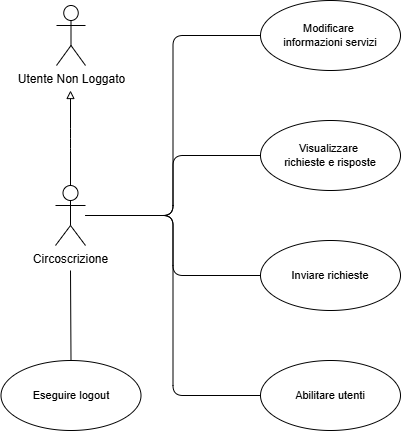 Modificare
informazioni servizi
Utente Non Loggato
Visualizzare
richieste e risposte
Circoscrizione
Inviare richieste
Eseguire logout
Abilitare utenti